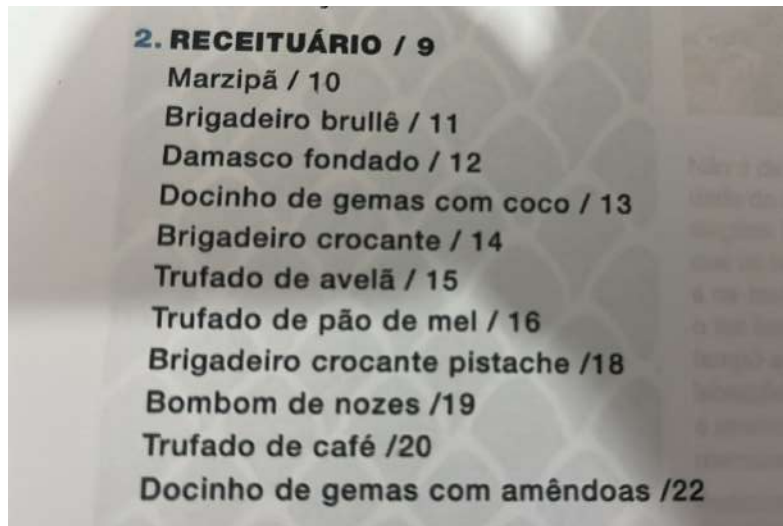 2. RECEITUÁRIO / 9
Marzipã / 10
Brigadeiro brullê / 11
Damasco fondado / 12
Docinho de gemas com coco / 13
Brigadeiro crocante / 14
Trufado de avelã / 15
Trufado de pão de mel / 16
Brigadeiro crocante pistache /18
Bombom de nozes /19
Trufado de café /20
Docinho de gemas com amêndoas /22